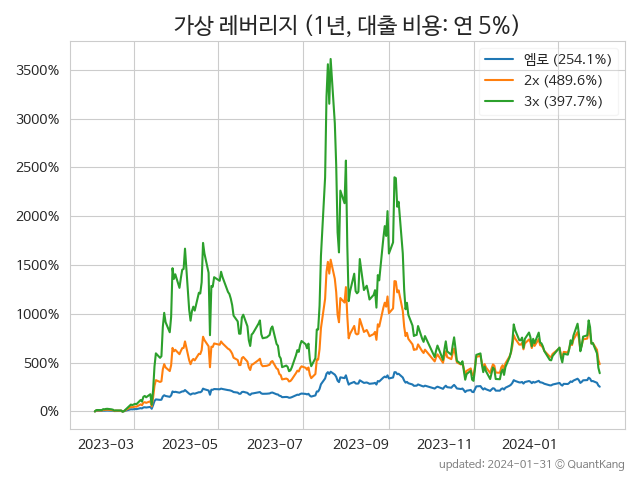 가상 레버리지 (1년, 대출 비용: 연 5%)
엠로 (254.1%)
2x (489.6%)
3x (397.7%)
3500%
3000%
2500%
2000%
1500%
1000%
500%
0%
2023-03 2023-05 2023-07 2023-09 2023-11 2024-01
updated: 2024-01-31 © QuantKang